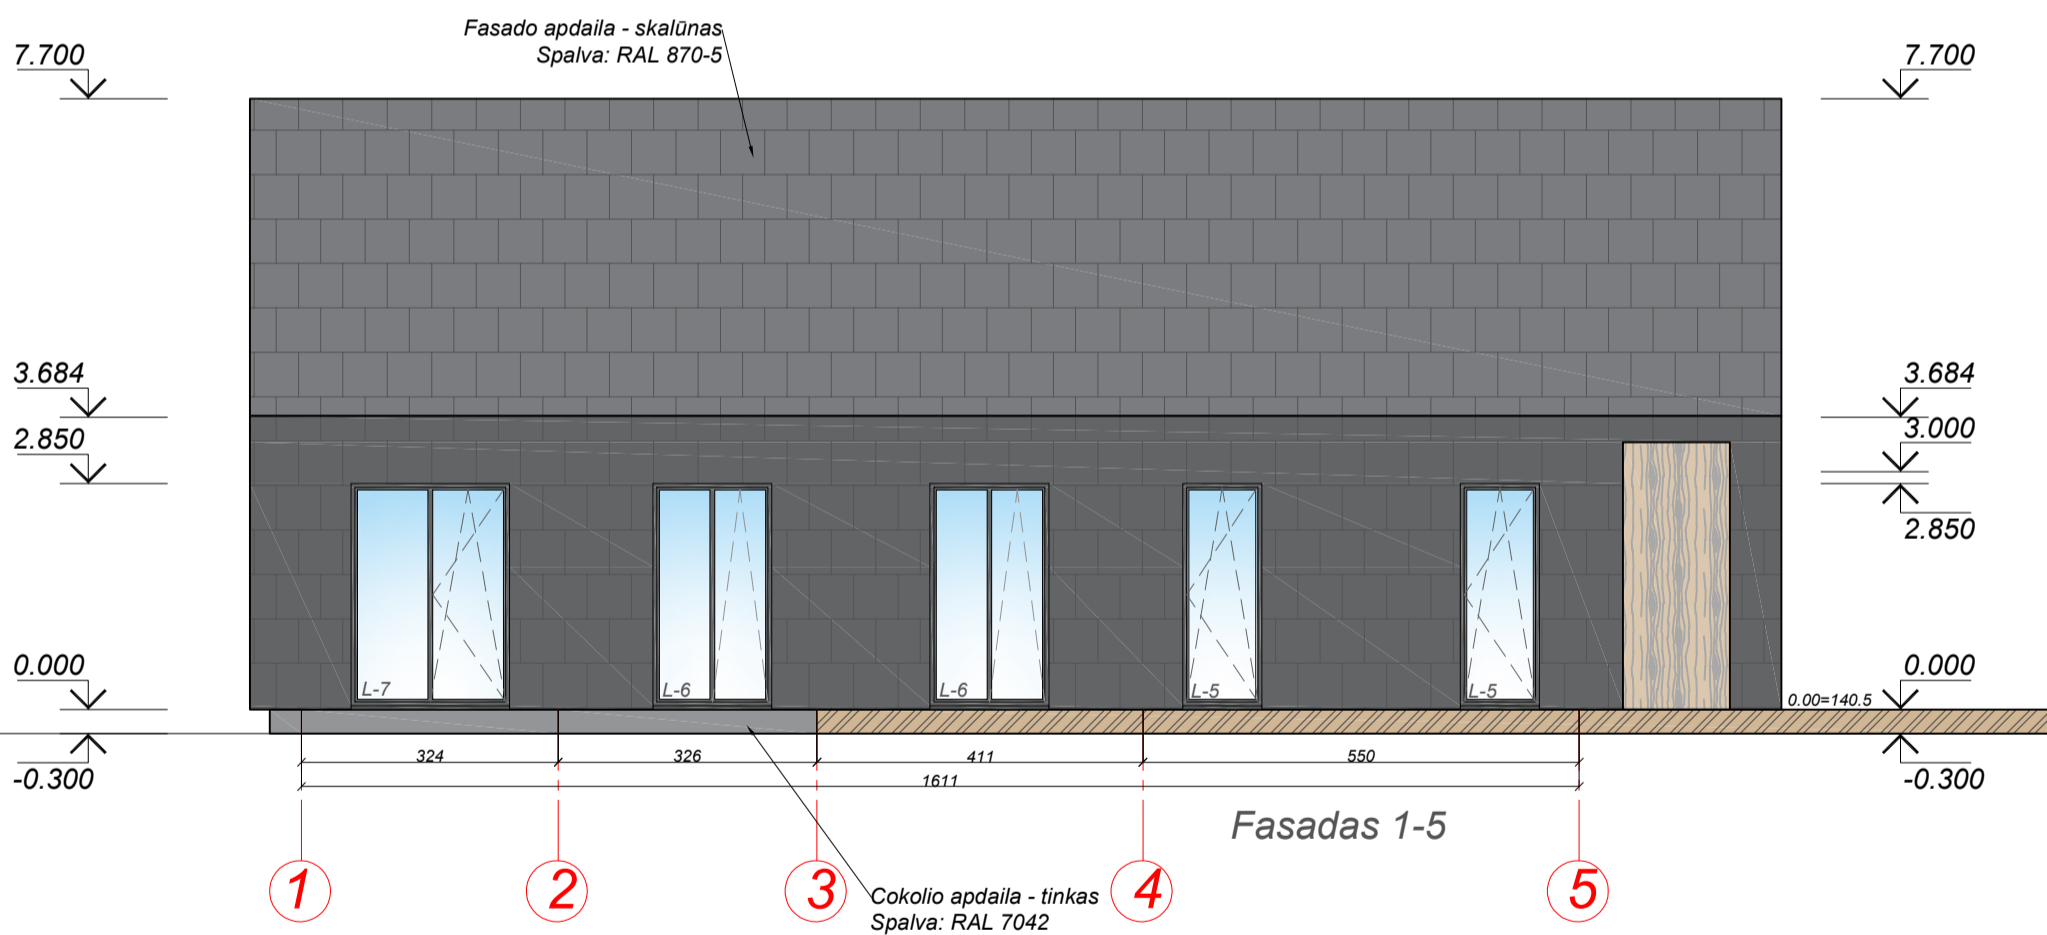 Fasado apdaila - skalūnas
Spalva: RAL 870-5
7.700
7.700
3.684
3.684
2.850
3.000
2.850
L-7
L-6
L-6
L-5
L-5
0.000
0.000
0.00=140.5
-0.300
-0.300
324
326
411
550
1611
Fasadas 1-5
1
2
3
4
5
Cokolio apdaila - tinkas
Spalva: RAL 7042